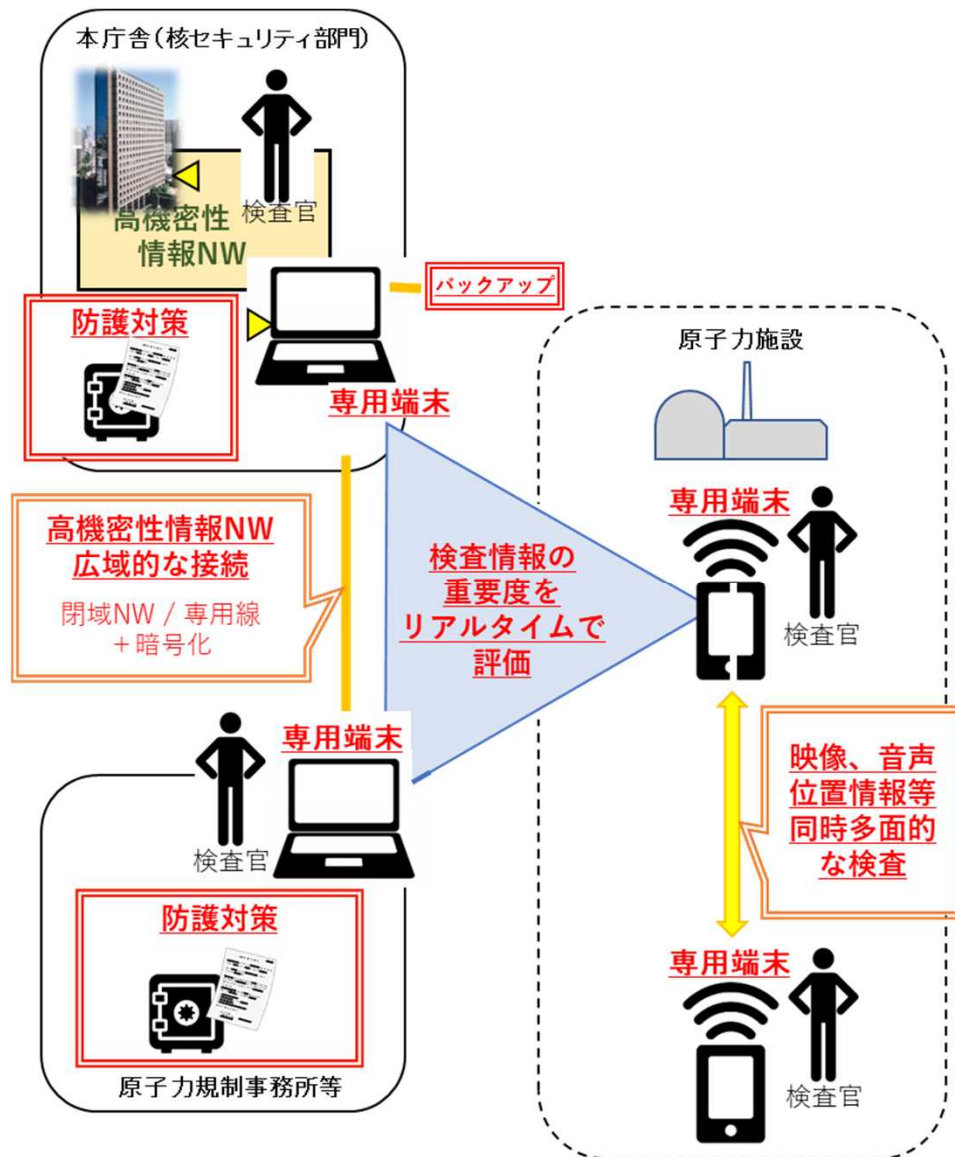 本庁舎(核セキュリティ部門)
高機密性
情報NW
検査官
バックアップ
防護対策
専用端末
高機密性情報NW
広域的な接続
閉域NW / 専用線
＋暗号化
検査情報の
重要度を
リアルタイムで
評価
専用端末
検査官
防護対策
原子力規制事務所等
原子力施設
専用端末
検査官
映像、音声
位置情報等
同時多面的
な検査
専用端末
検査官